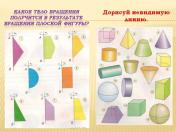 КАКОЕ ТЕЛО ВРАЩЕНИЯ
ПОЛУЧИТСЯ В РЕЗУЛЬТАТЕ
ВРАЩЕНИЯ ПЛОСКОЙ ФИГУРЫ?
Дорисуй невидимую
линию.